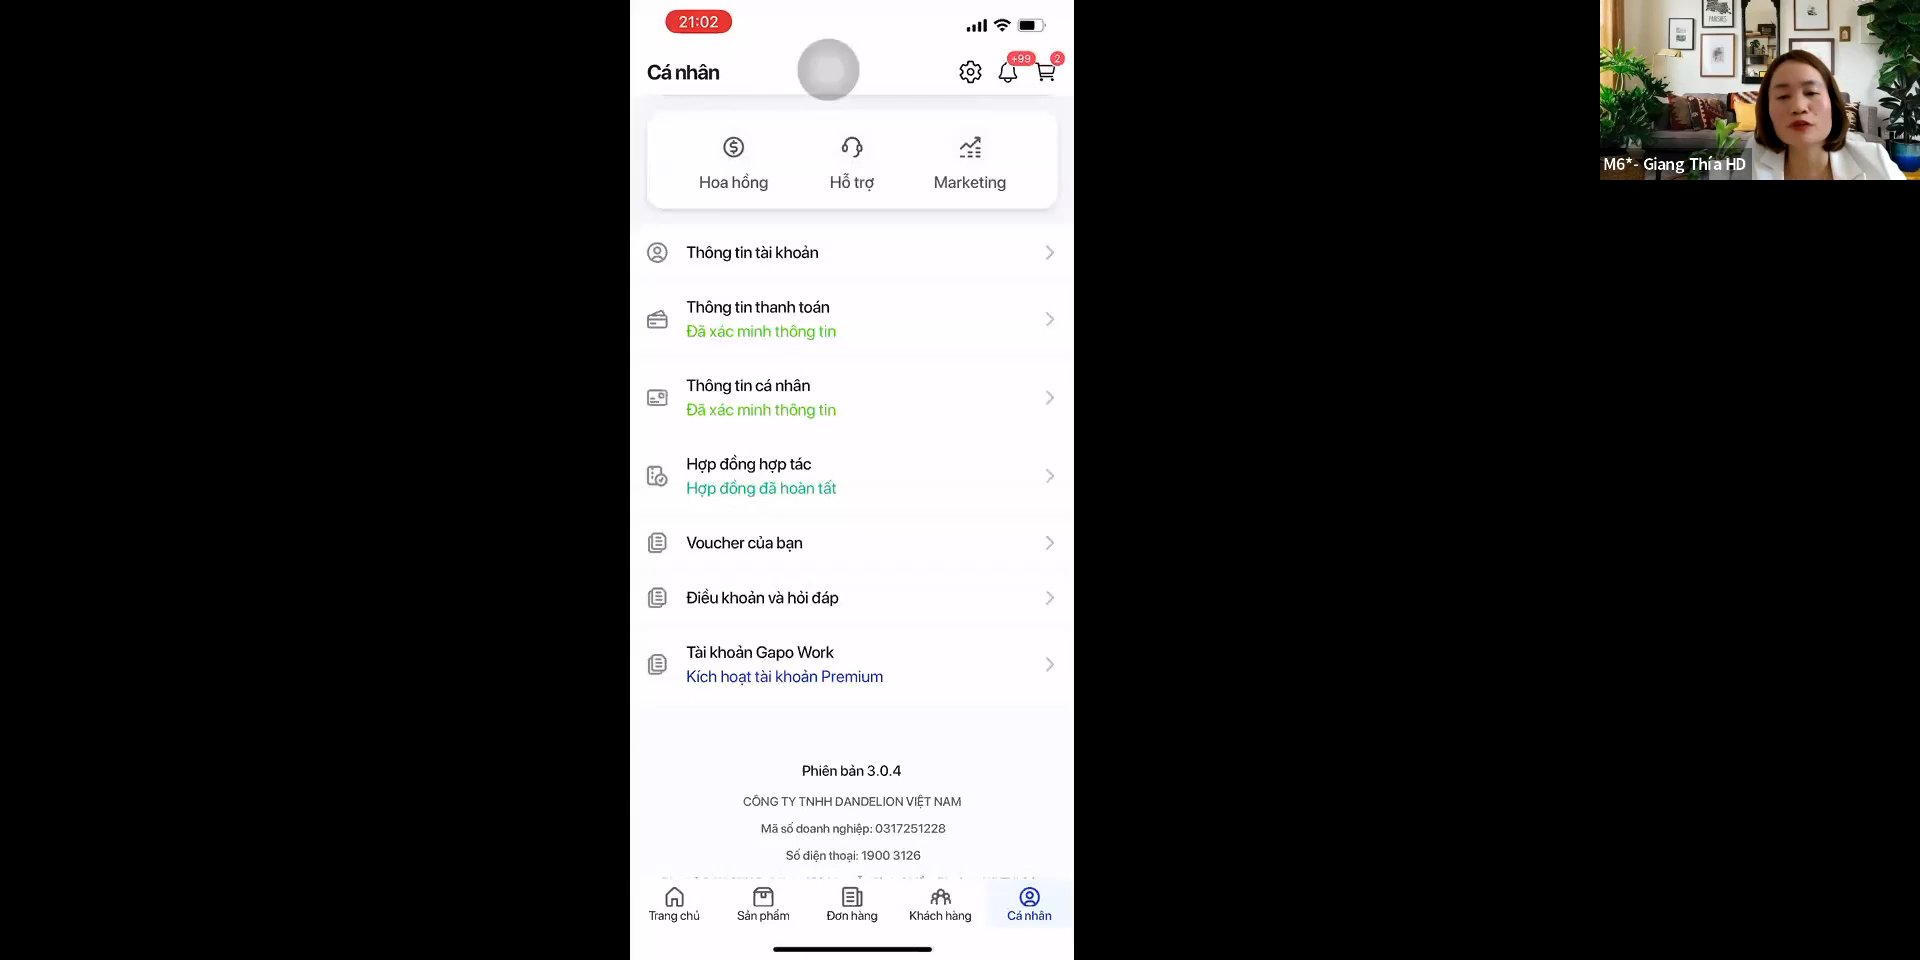 21:02
Cá nhân
+99
2
Hoa hồng
Hỗ trợ
Marketing
Thông tin tài khoản
Thông tin thanh toán
Đã xác minh thông tin
Thông tin cá nhân
Đã xác minh thông tin
Hợp đồng hợp tác
Hợp đồng đã hoàn tất
Voucher của bạn
Điều khoản và hỏi đáp
Tài khoản Gapo Work
Kích hoạt tài khoản Premium
Phiên bản 3.0.4
CÔNG TY TNHH DANDELION VIỆT NAM
Mã số doanh nghiệp: 0317251228
Số điện thoại: 1900 3126
Trang chủ
Sản phẩm
Đơn hàng
Khách hàng
Cá nhân
M6*- Giang Thía HD